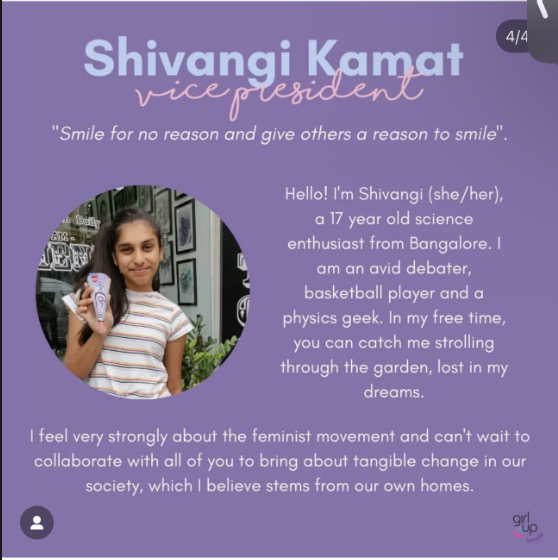 4/4
Shivangi Kamat
vice president
"Smile for no reason and give others a reason to smile".
Daily
Hello! I'm Shivangi (she/her),
a 17 year old science
enthusiast from Bangalore. I
am an avid debater,
basketball player and a
physics geek. In my free time,
you can catch me strolling
through the garden, lost in my
dreams.
I feel very strongly about the feminist movement and can't wait to
collaborate with all of you to bring about tangible change in our
society, which I believe stems from our own homes.
girl
up